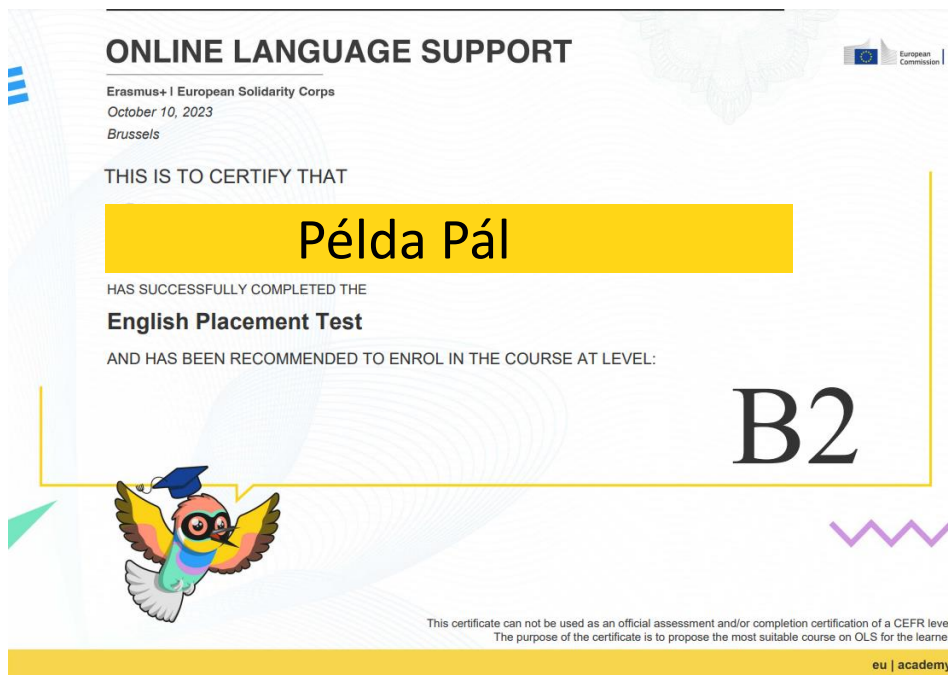 ONLINE LANGUAGE SUPPORT
European
Commission
Erasmus+ I European Solidarity Corps
October 10, 2023
Brussels
THIS IS TO CERTIFY THAT
Példa Pál
HAS SUCCESSFULLY COMPLETED THE
English Placement Test
AND HAS BEEN RECOMMENDED TO ENROL IN THE COURSE AT LEVEL:
B2
This certificate can not be used as an official assessment and/or completion certification of a CEFR leve
The purpose of the certificate is to propose the most suitable course on OLS for the learne
eu | academy